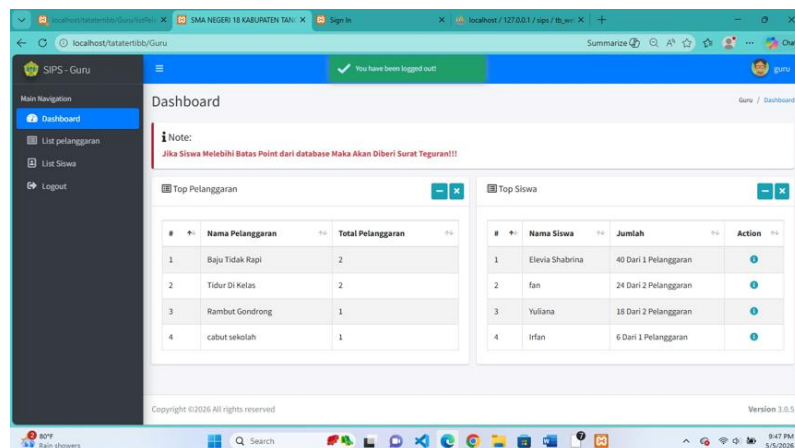 localhost/tatatertibb/Guru/listPel
SMA NEGERI 18 KABUPATEN TAN
Sign In
localhost / 127.0.0.1 / sips / tb_we
localhost/tatatertibb/Guru
Summarize
SIPS - Guru
You have been logged out!
guru
Main Navigation
Dashboard
List pelanggaran
List Siswa
Logout
Dashboard
Guru / Dashboard
Note:
Jika Siswa Melebihi Batas Point dari database Maka Akan Diberi Surat Teguran!!!
Top Pelanggaran
# Nama Pelanggaran Total Pelanggaran
1 Baju Tidak Rapi 2
2 Tidur Di Kelas 2
3 Rambut Gondrong 1
4 cabut sekolah 1
Top Siswa
# Nama Siswa Jumlah Action
1 Elevia Shabrina 40 Dari 1 Pelanggaran
2 fan 24 Dari 2 Pelanggaran
3 Yuliana 18 Dari 2 Pelanggaran
4 Irfan 6 Dari 1 Pelanggaran
Copyright ©2026 All rights reserved
Version 3.0.5
80°F
Rain showers
Search
9:47 PM
5/5/2026